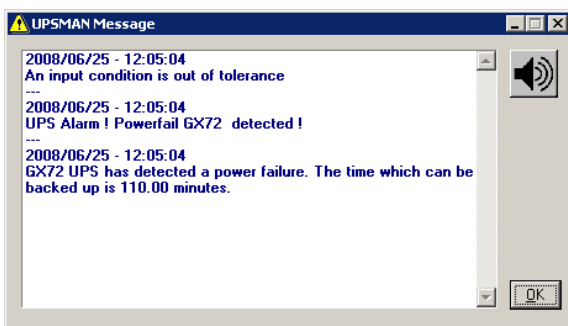 UPSMAN Message
2008/06/25 - 12:05:04
An input condition is out of tolerance
---
2008/06/25 - 12:05:04
UPS Alarm ! Powerfail GX72  detected !
---
2008/06/25 - 12:05:04
GX72 UPS has detected a power failure. The time which can be
backed up is 110.00 minutes.
OK